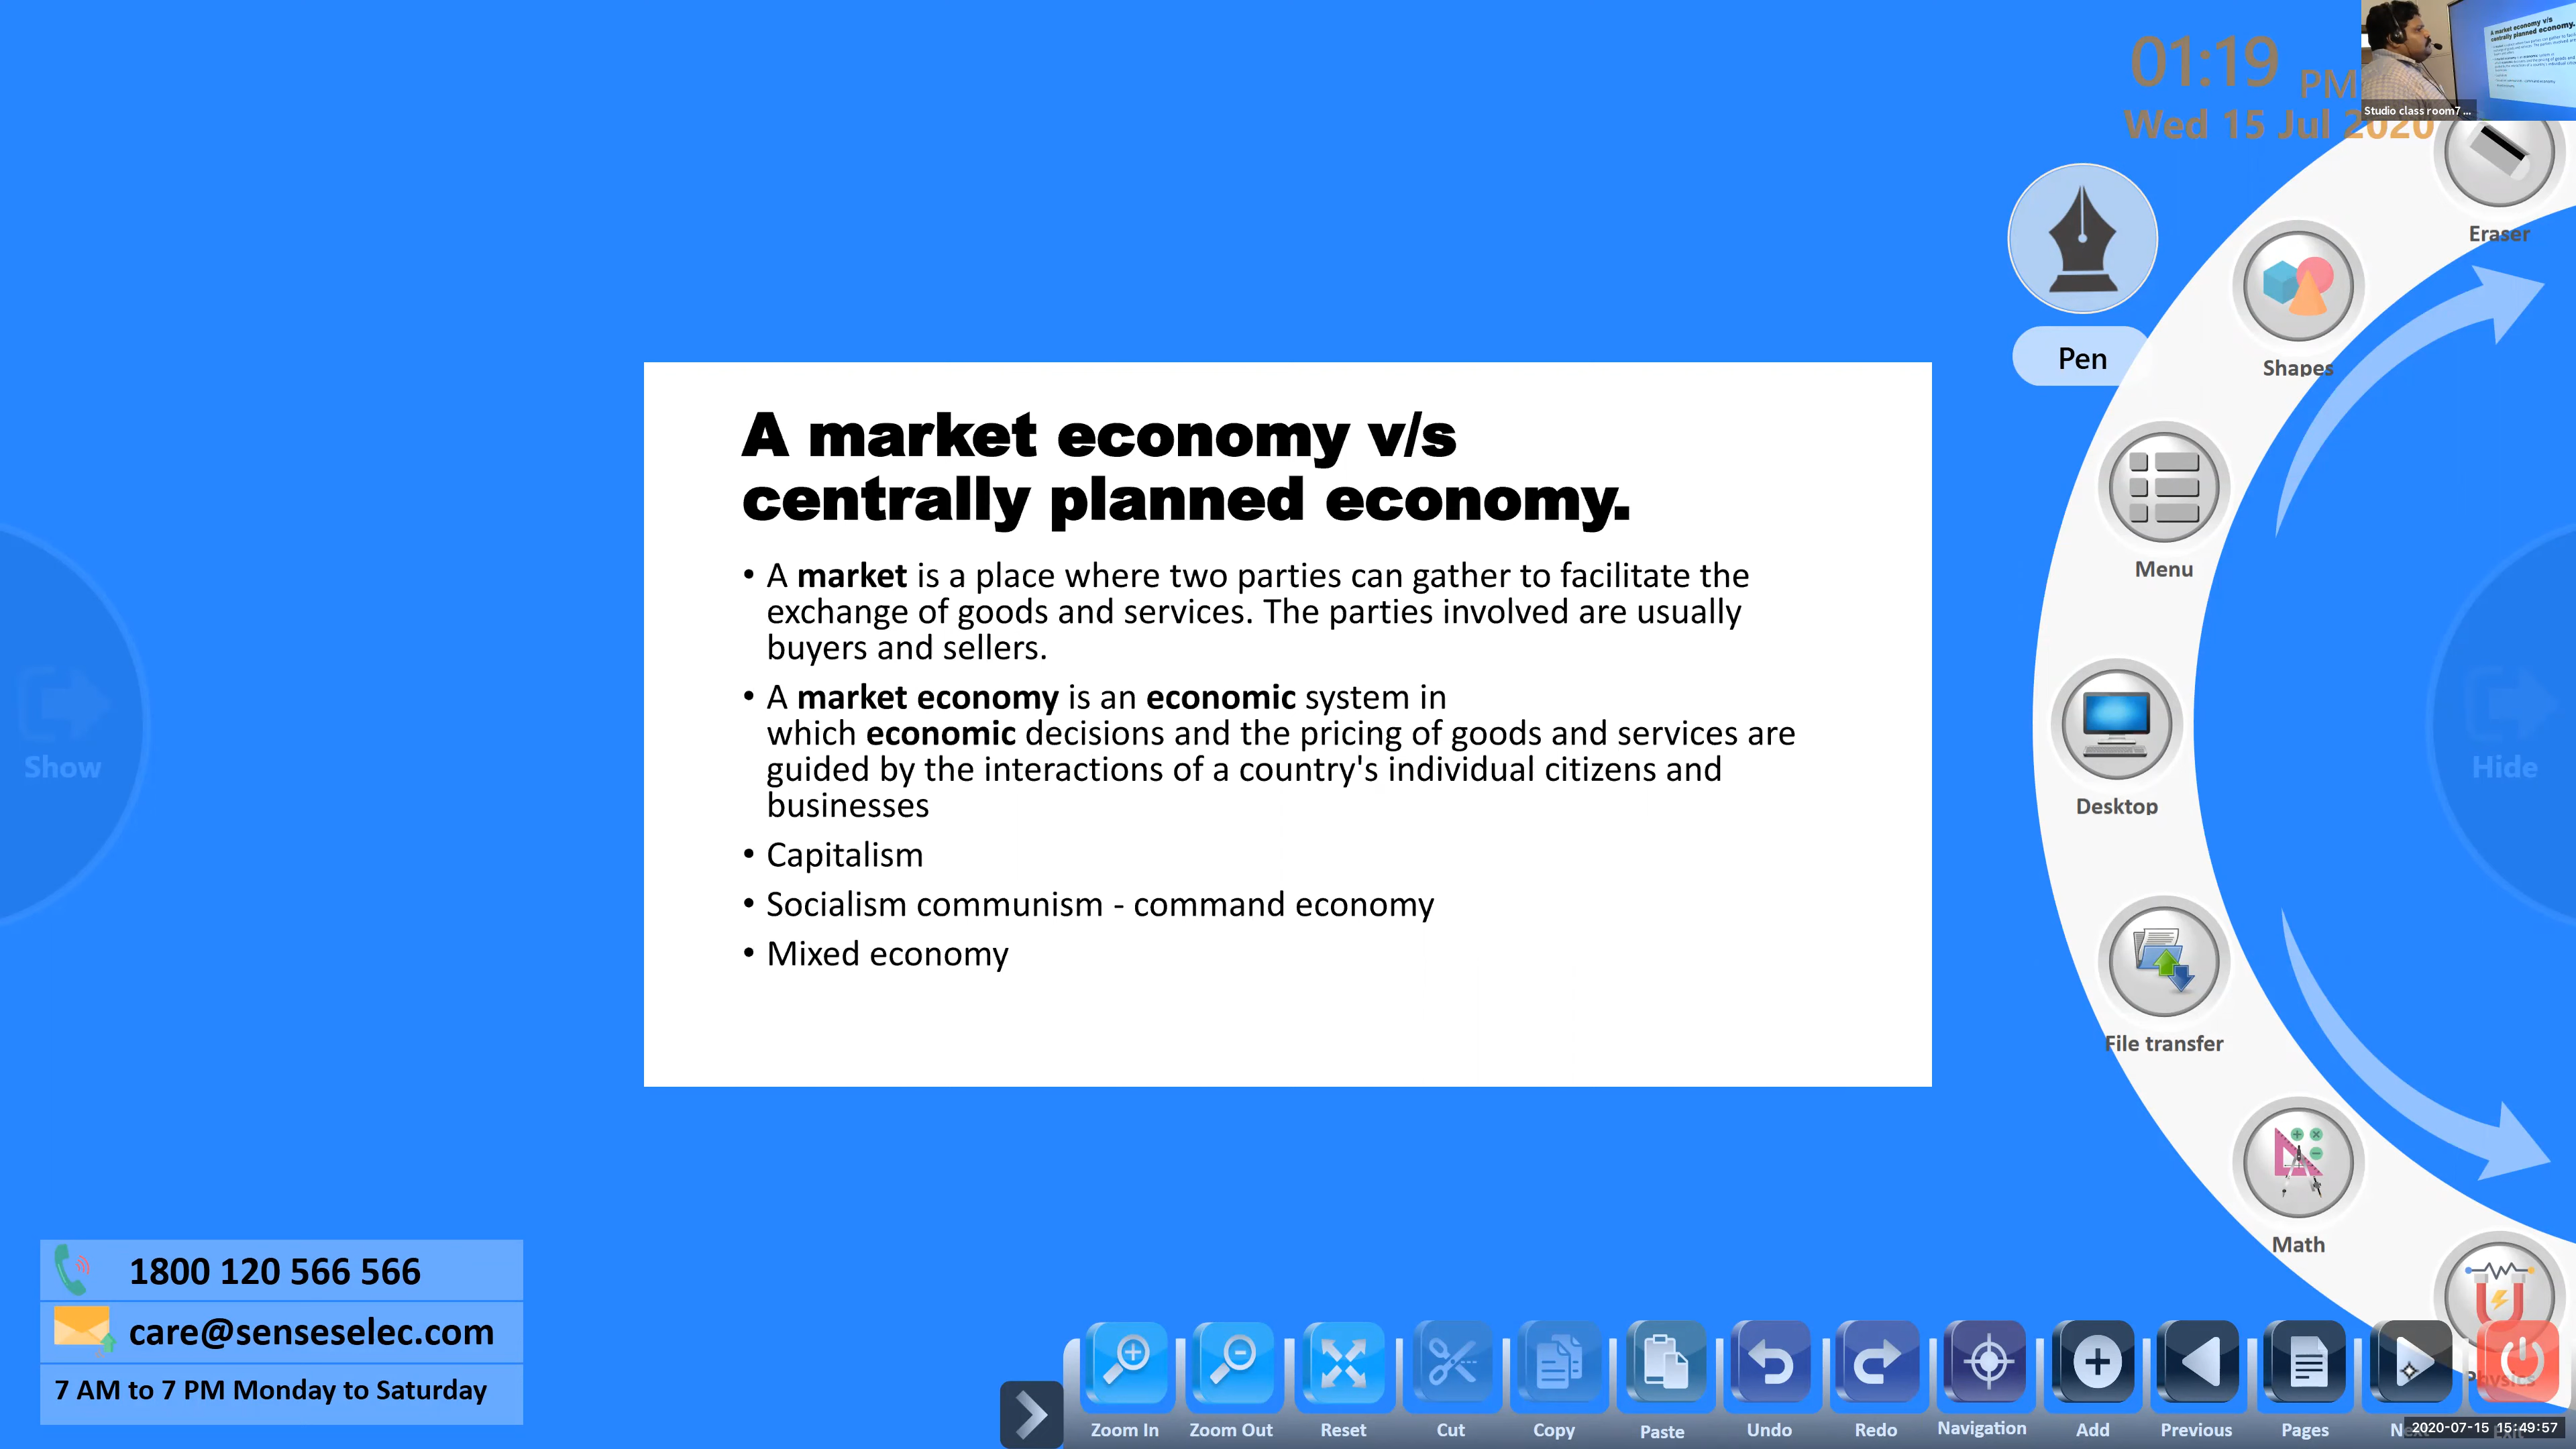 01:19 PM
Wed 15 Jul 2020
A market economy v/s
centrally planned economy.
Studio class room7 ...
Eraser
Pen
Shapes
Menu
A market economy v/s
centrally planned economy.
• A market is a place where two parties can gather to facilitate the
exchange of goods and services. The parties involved are usually
buyers and sellers.
• A market economy is an economic system in
which economic decisions and the pricing of goods and services are
guided by the interactions of a country's individual citizens and
businesses
• Capitalism
• Socialism communism - command economy
• Mixed economy
Show
Hide
Desktop
File transfer
Math
Physics
1800 120 566 566
care@senseselec.com
7 AM to 7 PM Monday to Saturday
Zoom In
Zoom Out
Reset
Cut
Copy
Paste
Undo
Redo
Navigation
Add
Previous
Pages
2020-07-15 15:49:57